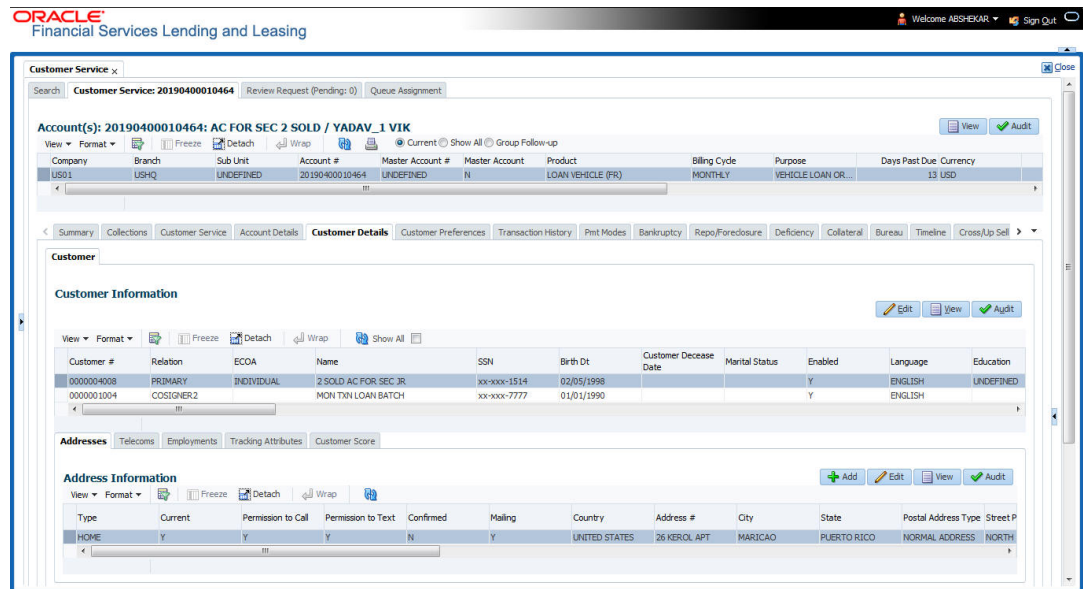 ORACLE®
Financial Services Lending and Leasing
Welcome ABSHEKAR Sign Out
Customer Service x Close
Search Customer Service: 20190400010464 Review Request (Pending: 0) Queue Assignment
Account(s): 20190400010464: AC FOR SEC 2 SOLD / YADAV_1 VIK View Audit
View Format Freeze Detach Wrap Current Show All Group Follow-up
Company Branch Sub Unit Account # Master Account # Master Account Product Billing Cycle Purpose Days Past Due Currency
US01 USHQ UNDEFINED 20190400010464 UNDEFINED N LOAN VEHICLE (FR) MONTHLY VEHICLE LOAN OR... 13 USD
Summary Collections Customer Service Account Details Customer Details Customer Preferences Transaction History Pmt Modes Bankruptcy Repo/Foreclosure Deficiency Collateral Bureau Timeline Cross/Up Sell
Customer
Customer Information
Edit View Audit
View Format Freeze Detach Wrap Show All
Customer # Relation ECOA Name SSN Birth Dt Customer Decease Date Marital Status Enabled Language Education
0000004008 PRIMARY INDIVIDUAL 2 SOLD AC FOR SEC JR xx-xxx-1514 02/05/1998 Y ENGLISH UNDEFINED
0000001004 COSIGNER2 MON TXN LOAN BATCH xx-xxx-7777 01/01/1990 Y ENGLISH
Addresses Telecoms Employments Tracking Attributes Customer Score
Address Information Add Edit View Audit
View Format Freeze Detach Wrap
Type Current Permission to Call Permission to Text Confirmed Mailing Country Address # City State Postal Address Type Street P
HOME Y Y Y N Y UNITED STATES 26 KEROL APT MARICAO PUERTO RICO NORMAL ADDRESS NORTH